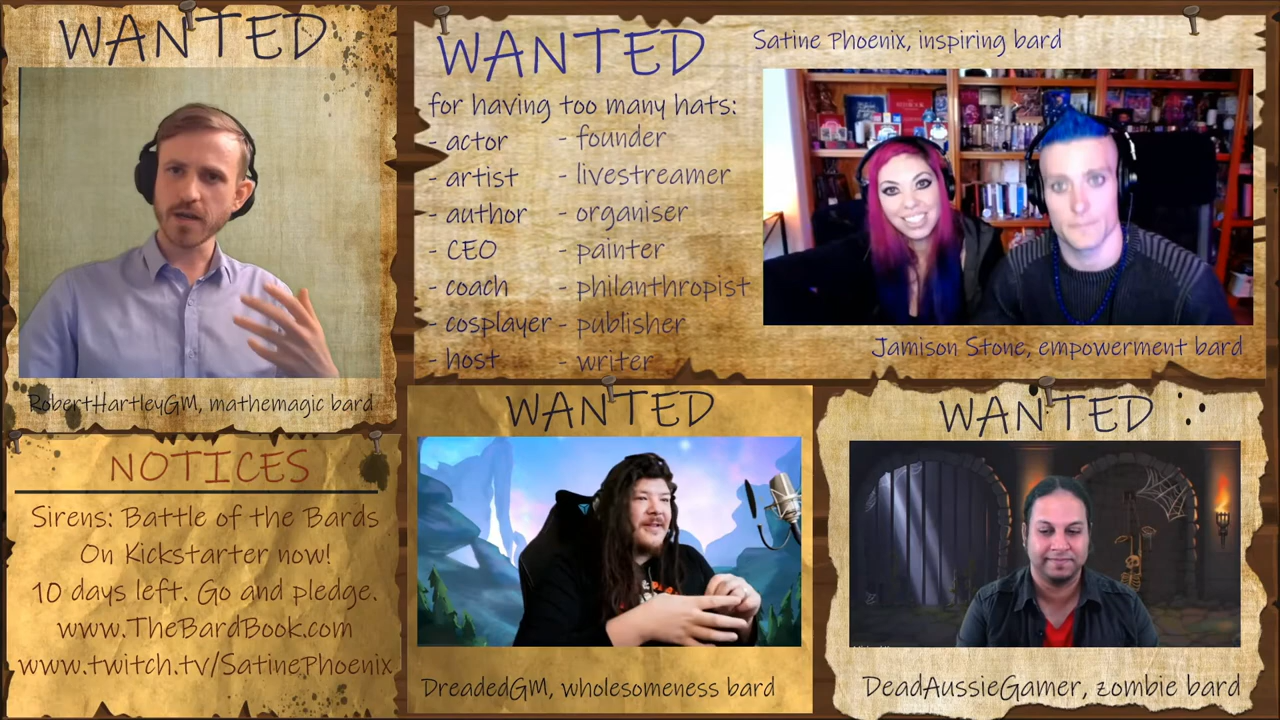 WANTED
RobertHartleyGM, mathemagic bard
NOTICES
Sirens: Battle of the Bards
On Kickstarter now!
10 days left. Go and pledge.
www.TheBardBook.com
www.twitch.tv/SatinePhoenix
WANTED
for having too many hats:
- actor
- artist
- author
- CEO
- coach
- cosplayer
- host
- founder
- livestreamer
- organiser
- painter
- philanthropist
- publisher
- writer
Satine Phoenix, inspiring bard
Jamison Stone, empowerment bard
WANTED
DreadedGM, wholesomeness bard
WANTED
DeadAussieGamer, zombie bard